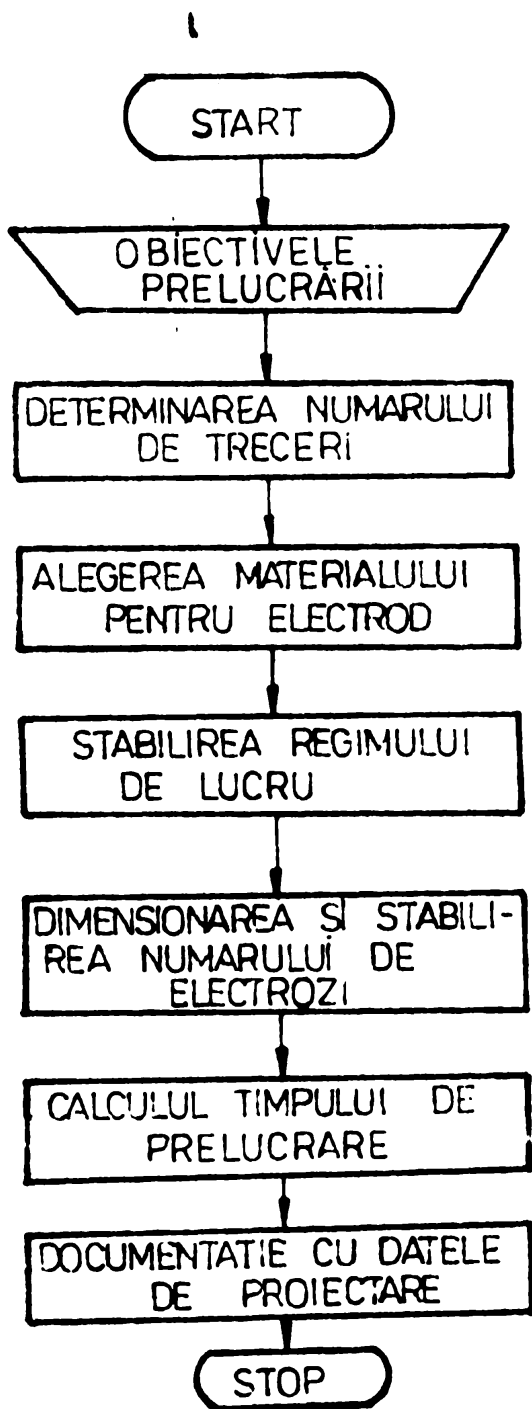 START
OBIECTIVELE
PRELUCRĂRII
DETERMINAREA NUMARULUI
DE TRECERI
ALEGEREA MATERIALULUI
PENTRU ELECTROD
STABILIREA REGIMULUI
DE LUCRU
DIMENSIONAREA ȘI STABILI-
REA NUMARULUI DE
ELECTROZI
CALCULUL TIMPULUI DE
PRELUCRARE
DOCUMENTATIE CU DATELE
DE PROIECTARE
STOP